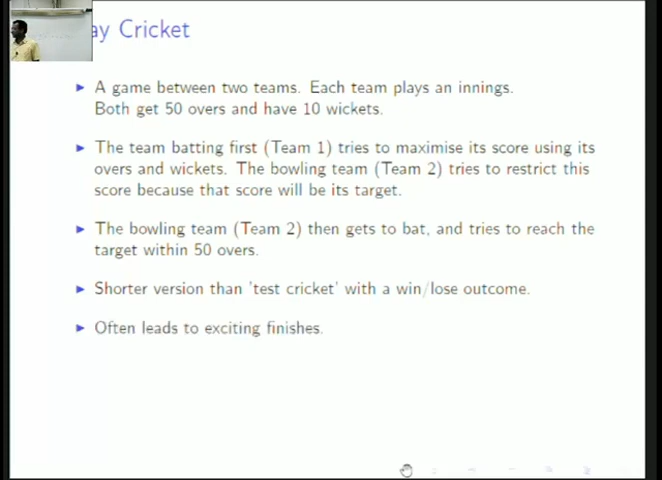 ay Cricket
A game between two teams. Each team plays an innings.
Both get 50 overs and have 10 wickets.
The team batting first (Team 1) tries to maximise its score using its
overs and wickets. The bowling team (Team 2) tries to restrict this
score because that score will be its target.
The bowling team (Team 2) then gets to bat, and tries to reach the
target within 50 overs.
Shorter version than 'test cricket' with a win/lose outcome.
Often leads to exciting finishes.